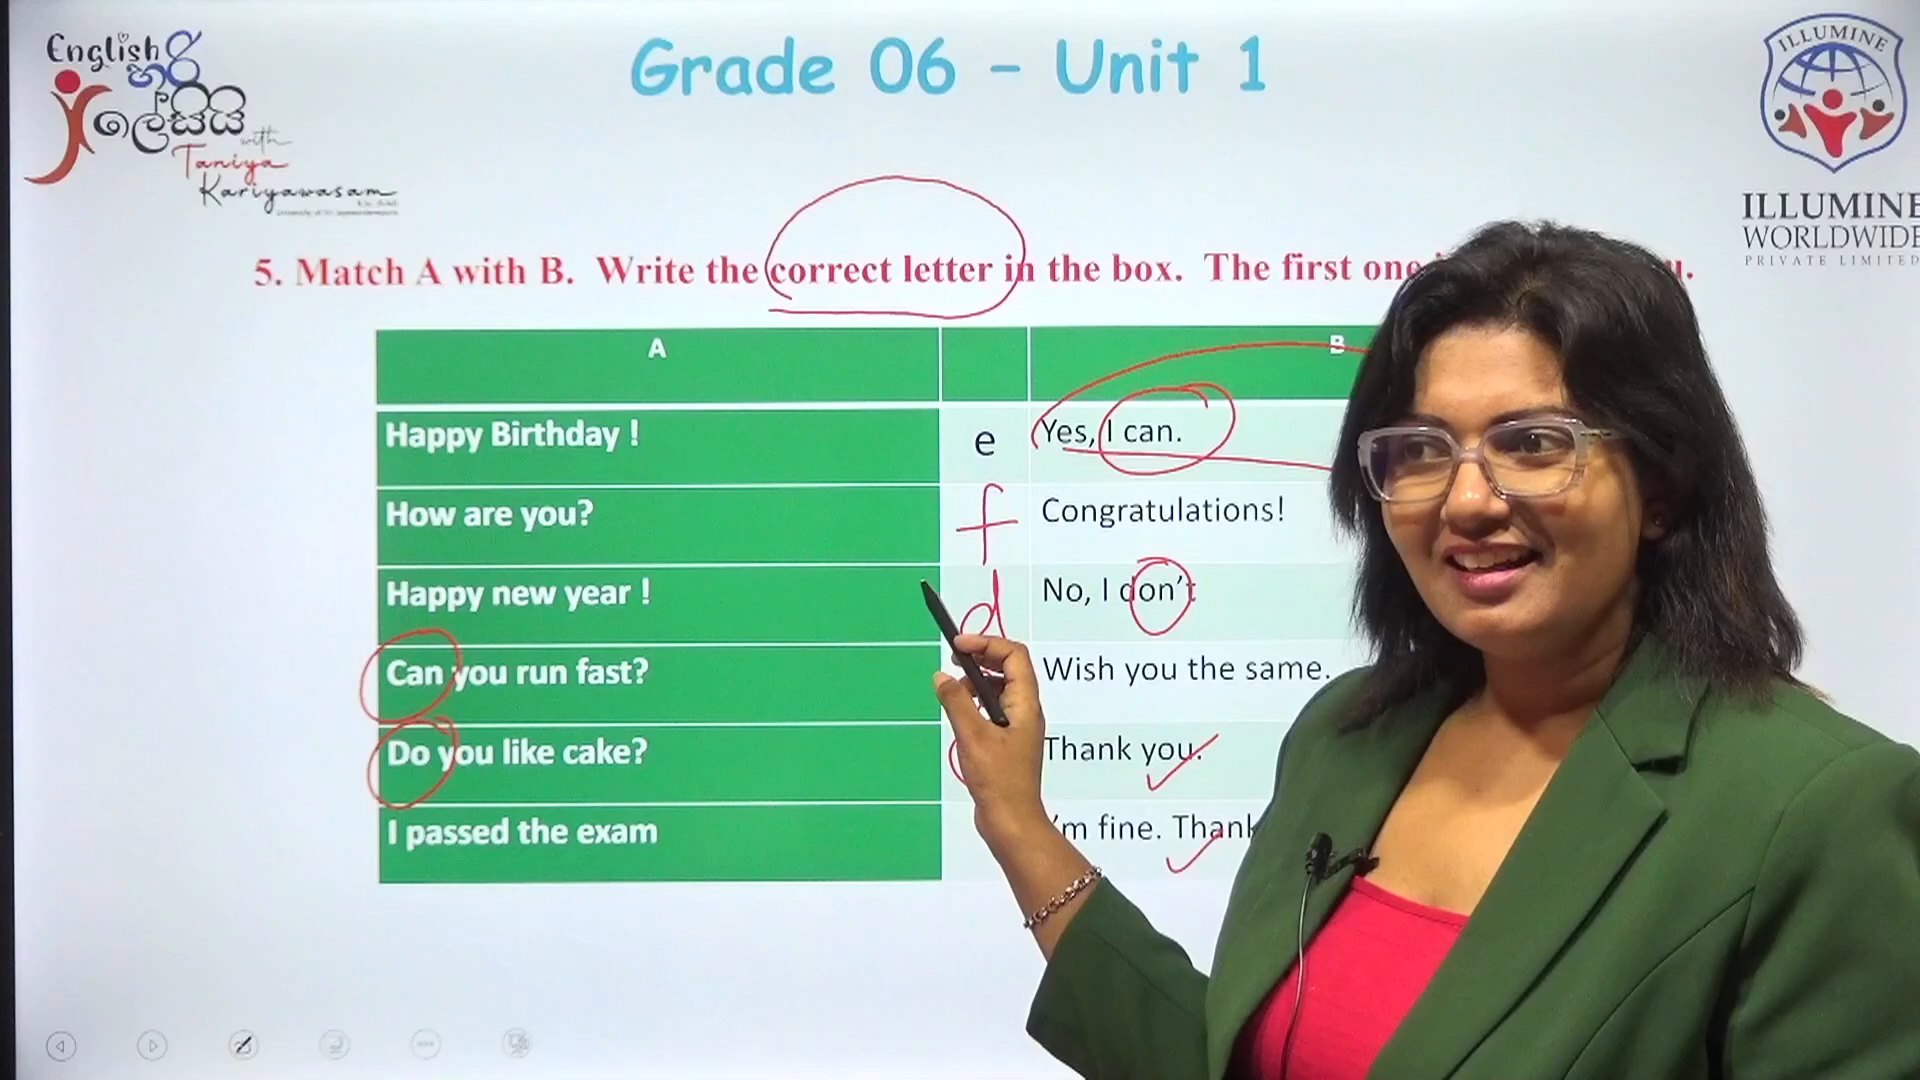 English හරි
ලේසියි
with
Taniya
Kariyawasam
Grade 06 - Unit 1
ILLUMINE
ILLUMINE
WORLDWIDE
PRIVATE LIMITED
5. Match A with B. Write the correct letter in the box. The first one
A B
Happy Birthday ! e Yes, I can.
How are you? f Congratulations!
Happy new year ! d No, I don't
Can you run fast? Wish you the same.
Do you like cake? Thank you.
I passed the exam 'm fine. Thank